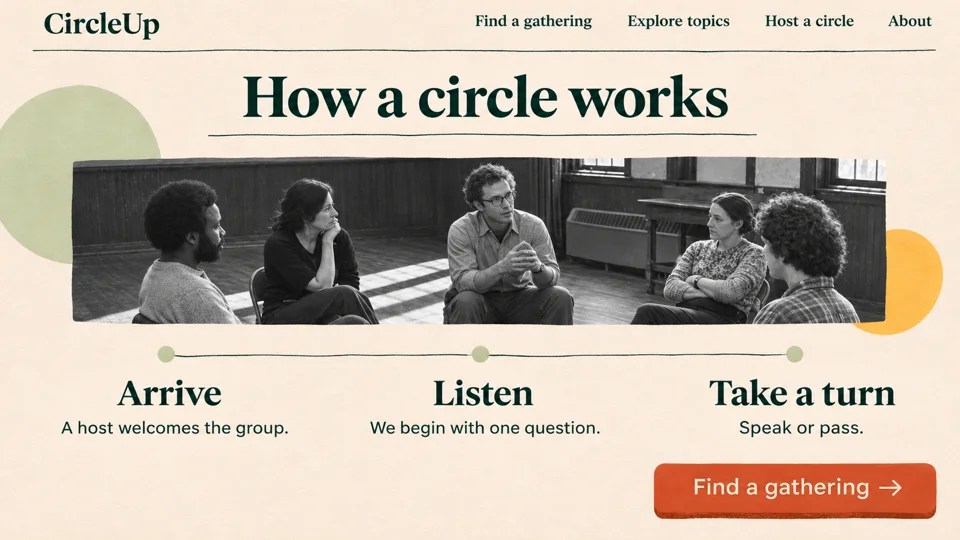 CircleUp
Find a gathering
Explore topics
Host a circle
About
How a circle works
Arrive
A host welcomes the group.
Listen
We begin with one question.
Take a turn
Speak or pass.
Find a gathering →